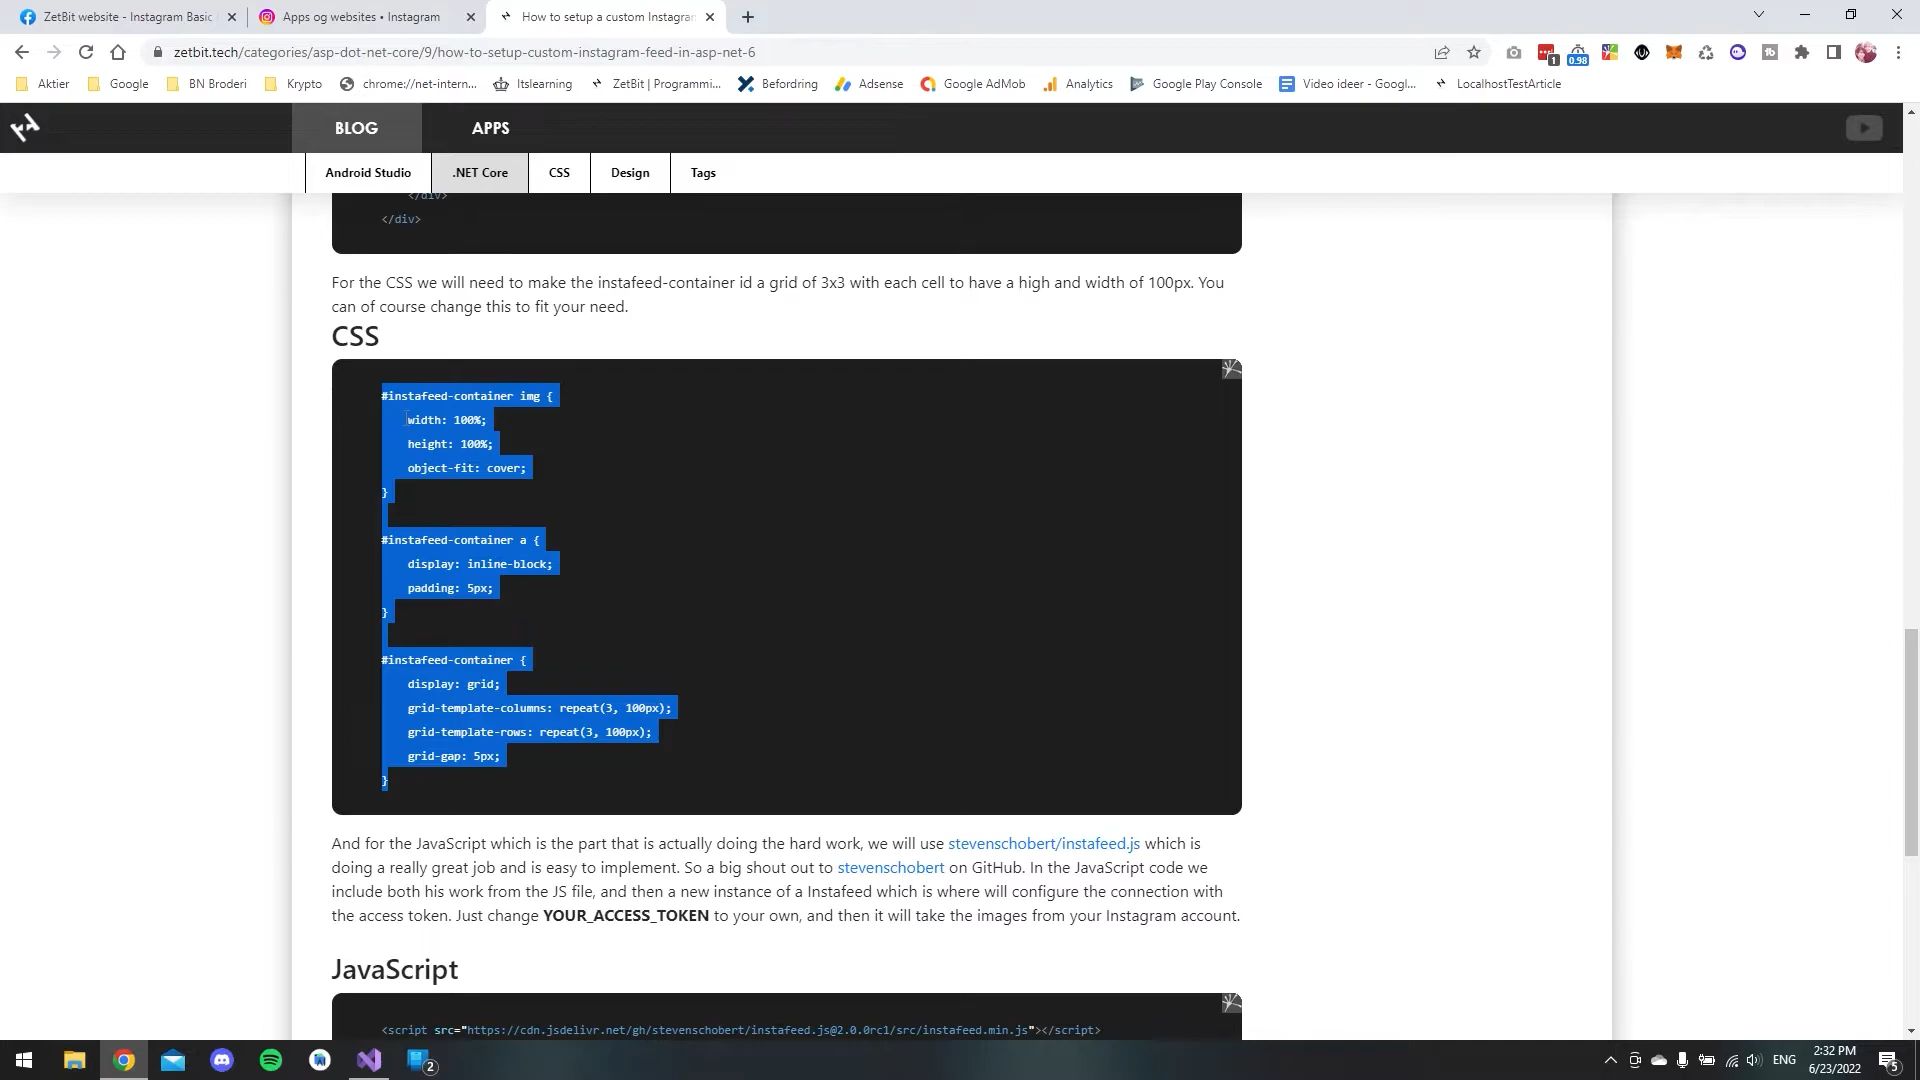 ZetBit website - Instagram Basic
Apps og websites • Instagram
How to setup a custom Instagram
zetbit.tech/categories/asp-dot-net-core/9/how-to-setup-custom-instagram-feed-in-asp-net-6
1
0.98
Aktier
Google
BN Broderi
Krypto
chrome://net-intern...
Itslearning
ZetBit | Programmi...
Befordring
Adsense
Google AdMob
Analytics
Google Play Console
Video ideer - Googl...
LocalhostTestArticle
BLOG
APPS
Android Studio
.NET Core
CSS
Design
Tags
</div>
</div>
For the CSS we will need to make the instafeed-container id a grid of 3x3 with each cell to have a high and width of 100px. You
can of course change this to fit your need.
CSS
#instafeed-container img {
width: 100%;
height: 100%;
object-fit: cover;
}
#instafeed-container a {
display: inline-block;
padding: 5px;
}
#instafeed-container {
display: grid;
grid-template-columns: repeat(3, 100px);
grid-template-rows: repeat(3, 100px);
grid-gap: 5px;
}
And for the JavaScript which is the part that is actually doing the hard work, we will use stevenschobert/instafeed.js which is
doing a really great job and is easy to implement. So a big shout out to stevenschobert on GitHub. In the JavaScript code we
include both his work from the JS file, and then a new instance of a Instafeed which is where will configure the connection with
the access token. Just change YOUR_ACCESS_TOKEN to your own, and then it will take the images from your Instagram account.
JavaScript
<script src="https://cdn.jsdelivr.net/gh/stevenschobert/instafeed.js@2.0.0rc1/src/instafeed.min.js"></script>
2
ENG
2:32 PM
6/23/2022
5